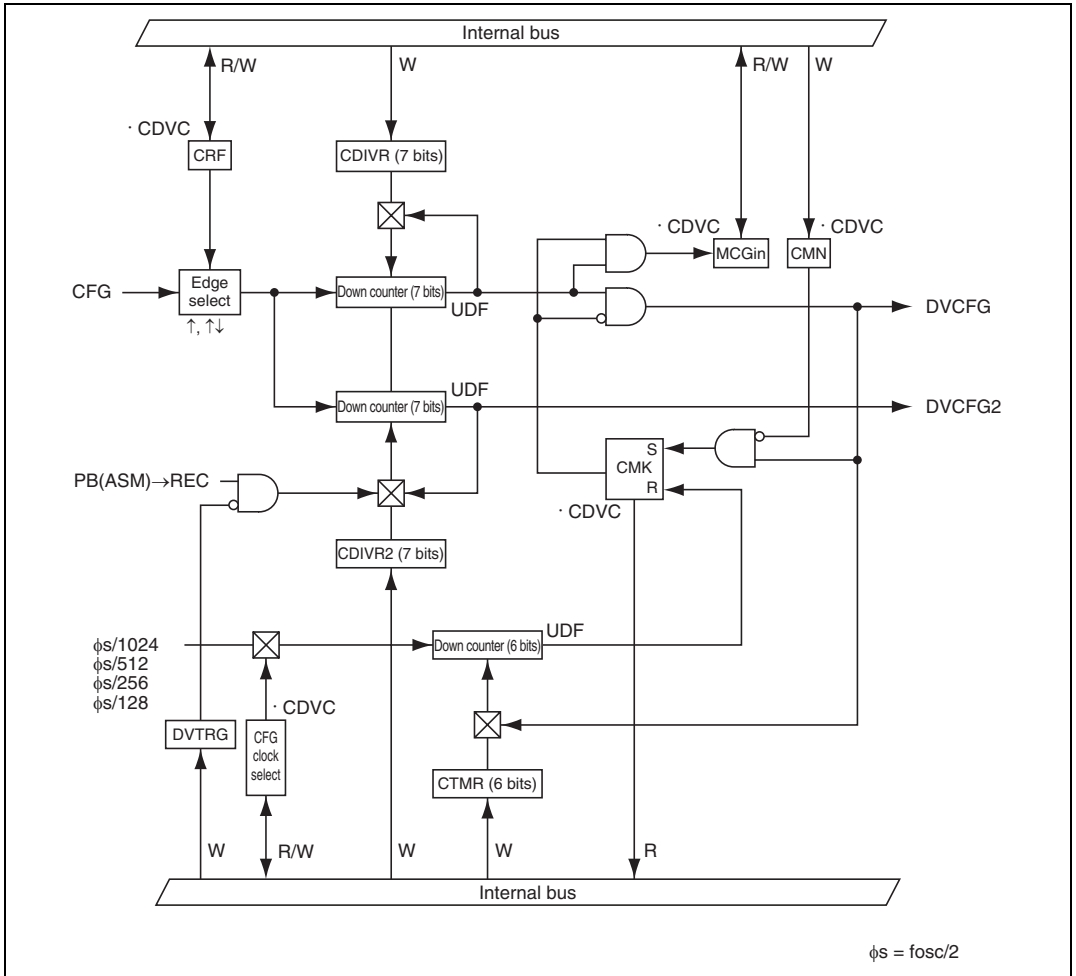 Internal bus
R/W
W
R/W
W
· CDVC
CRF
CDIVR (7 bits)
· CDVC
MCGin
· CDVC
CMN
CFG
Edge
select
↑, ↑↓
Down counter (7 bits)
UDF
DVCFG
Down counter (7 bits)
UDF
DVCFG2
S
CMK
R
· CDVC
PB(ASM)→REC
CDIVR2 (7 bits)
ϕs/1024
ϕs/512
ϕs/256
ϕs/128
Down counter (6 bits)
UDF
· CDVC
DVTRG
CFG
clock
select
CTMR (6 bits)
W
R/W
W
W
R
Internal bus
ϕs = fosc/2